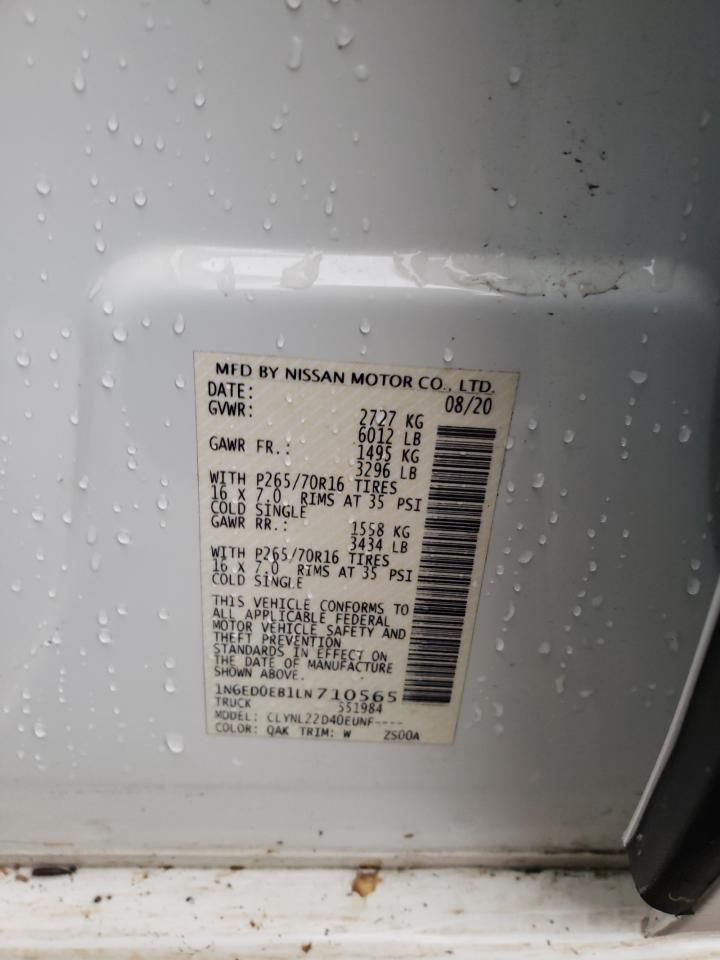 MFD BY NISSAN MOTOR CO., LTD.
DATE: 08/20
GVWR: 2727 KG
6012 LB
GAWR FR.: 1495 KG
3296 LB
WITH P265/70R16 TIRES
16 X 7.0 RIMS AT 35 PSI
COLD SINGLE
GAWR RR.: 1558 KG
3434 LB
WITH P265/70R16 TIRES
16 X 7.0 RIMS AT 35 PSI
COLD SINGLE
THIS VEHICLE CONFORMS TO
ALL APPLICABLE FEDERAL
MOTOR VEHICLE SAFETY AND
THEFT PREVENTION
STANDARDS IN EFFECT ON
THE DATE OF MANUFACTURE
SHOWN ABOVE.
1N6ED0EB1LN710565
TRUCK 551984
MODEL: CLYNL22D40EUNF----
COLOR: QAK TRIM: W ZS00A